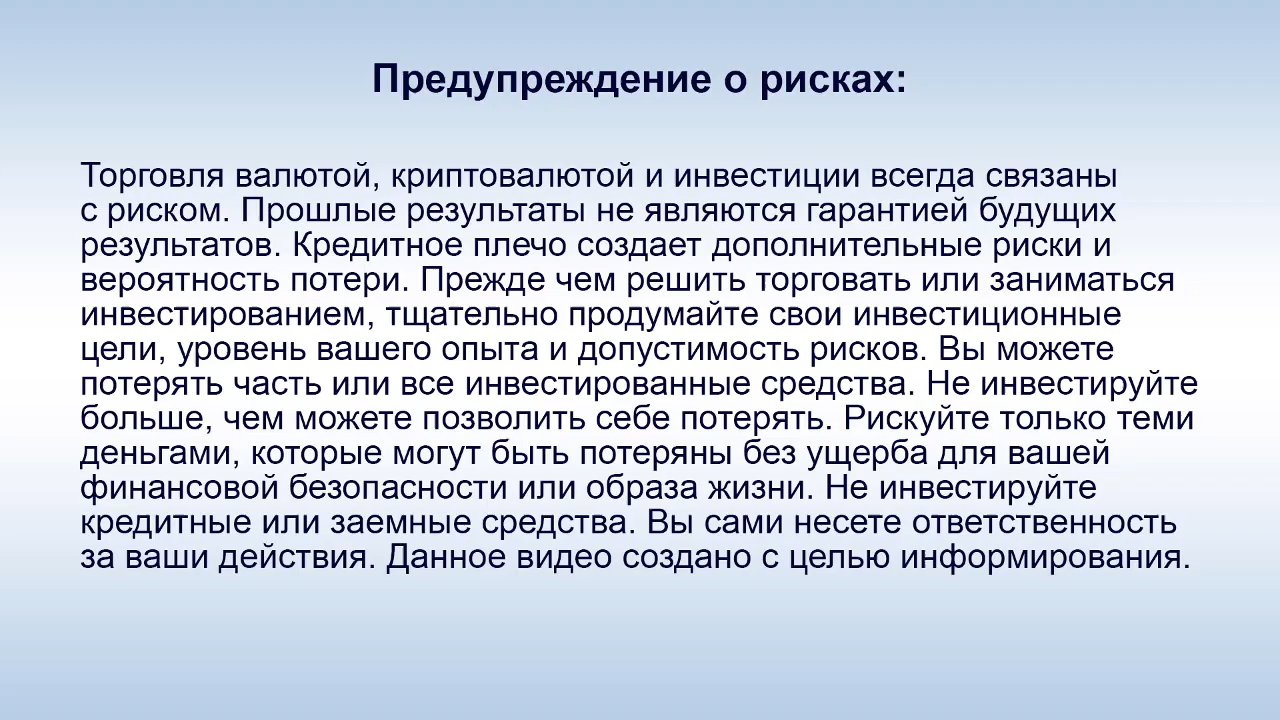 Предупреждение о рисках:
Торговля валютой, криптовалютой и инвестиции всегда связаны
с риском. Прошлые результаты не являются гарантией будущих
результатов. Кредитное плечо создает дополнительные риски и
вероятность потери. Прежде чем решить торговать или заниматься
инвестированием, тщательно продумайте свои инвестиционные
цели, уровень вашего опыта и допустимость рисков. Вы можете
потерять часть или все инвестированные средства. Не инвестируйте
больше, чем можете позволить себе потерять. Рискуйте только теми
деньгами, которые могут быть потеряны без ущерба для вашей
финансовой безопасности или образа жизни. Не инвестируйте
кредитные или заемные средства. Вы сами несете ответственность
за ваши действия. Данное видео создано с целью информирования.